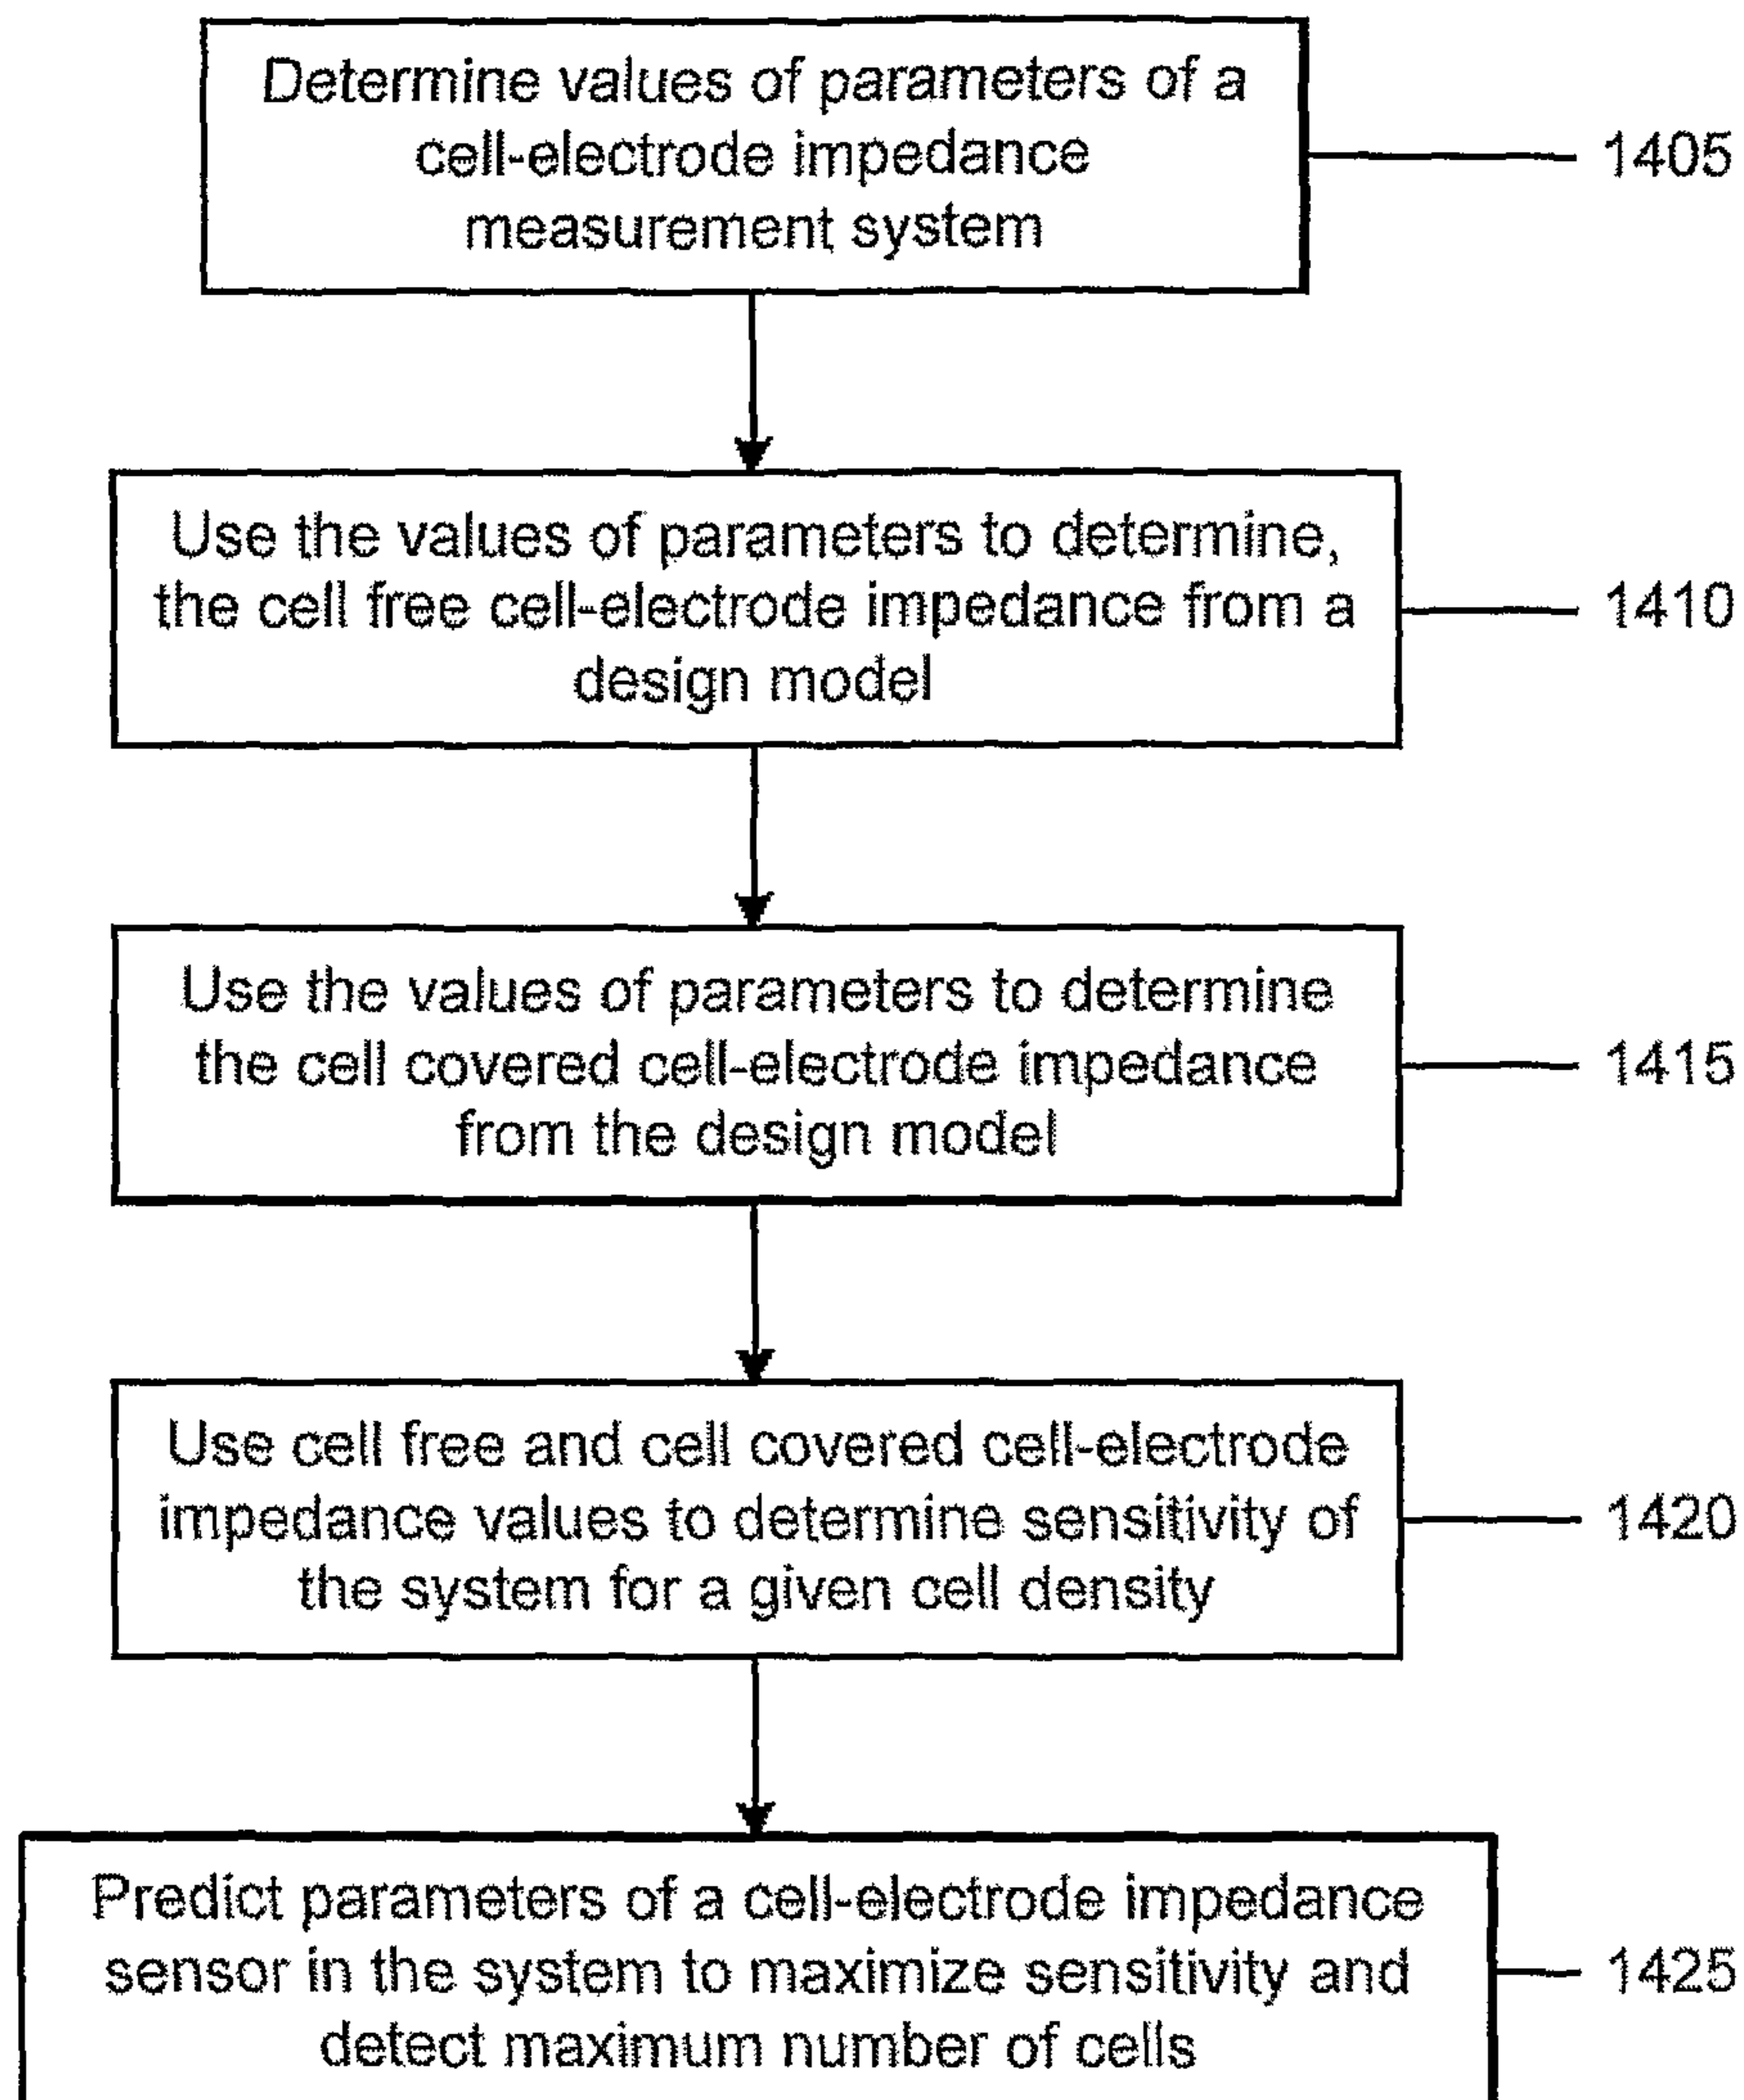 Determine values of parameters of a
cell-electrode impedance
measurement system
1405
Use the values of parameters to determine,
the cell free cell-electrode impedance from a
design model
1410
Use the values of parameters to determine
the cell covered cell-electrode impedance
from the design model
1415
Use cell free and cell covered cell-electrode
impedance values to determine sensitivity of
the system for a given cell density
1420
Predict parameters of a cell-electrode impedance
sensor in the system to maximize sensitivity and
detect maximum number of cells
1425